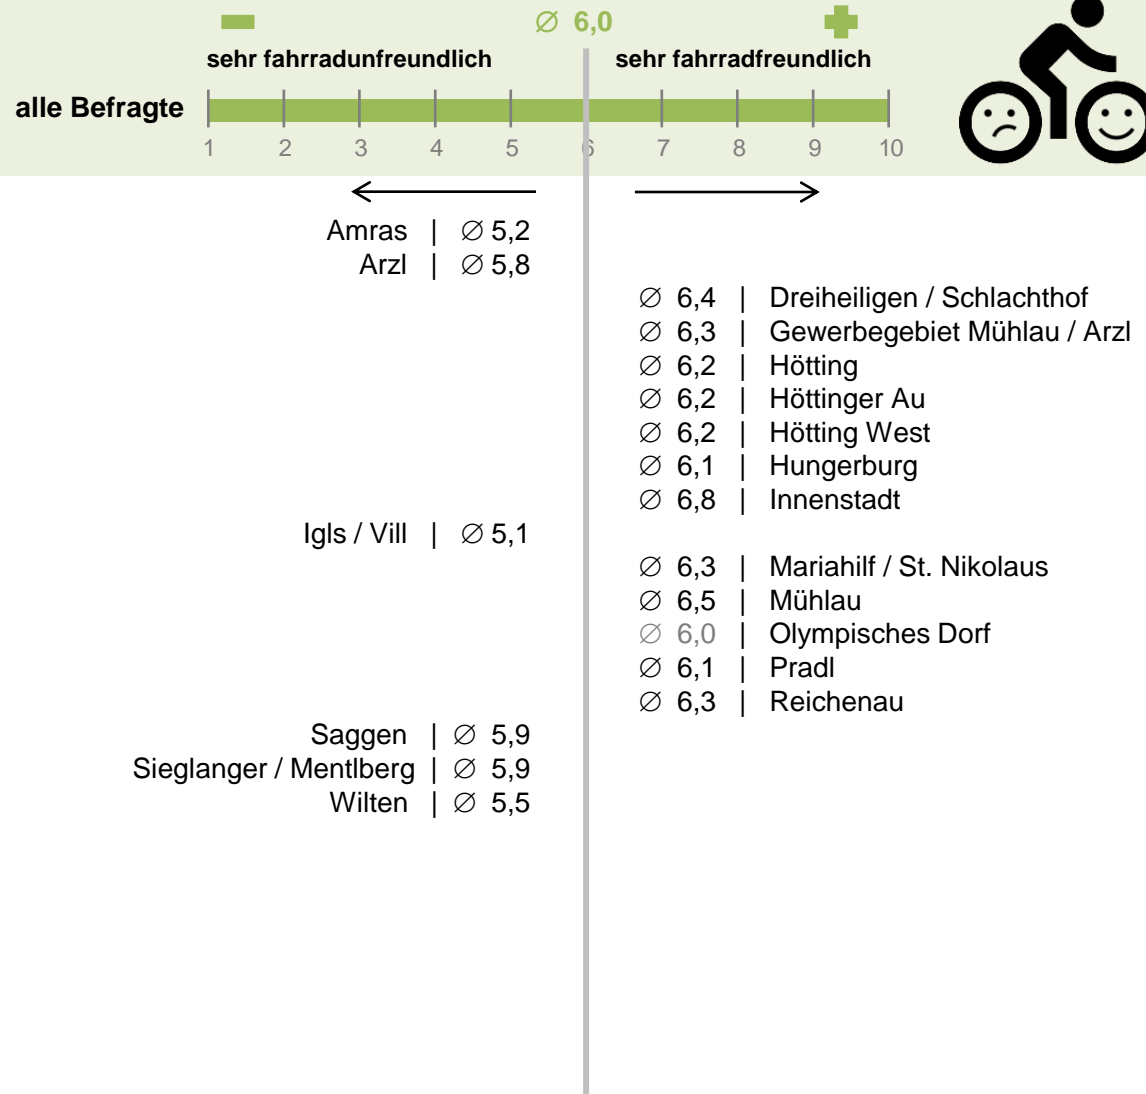 ∅ 6,0
sehr fahrradunfreundlich sehr fahrradfreundlich
alle Befragte
1 2 3 4 5 6 7 8 9 10
Amras | ∅ 5,2
Arzl | ∅ 5,8
∅ 6,4 | Dreiheiligen / Schlachthof
∅ 6,3 | Gewerbegebiet Mühlau / Arzl
∅ 6,2 | Hötting
∅ 6,2 | Höttinger Au
∅ 6,2 | Hötting West
∅ 6,1 | Hungerburg
∅ 6,8 | Innenstadt
Igls / Vill | ∅ 5,1
∅ 6,3 | Mariahilf / St. Nikolaus
∅ 6,5 | Mühlau
∅ 6,0 | Olympisches Dorf
∅ 6,1 | Pradl
∅ 6,3 | Reichenau
Saggen | ∅ 5,9
Sieglanger / Mentlberg | ∅ 5,9
Wilten | ∅ 5,5